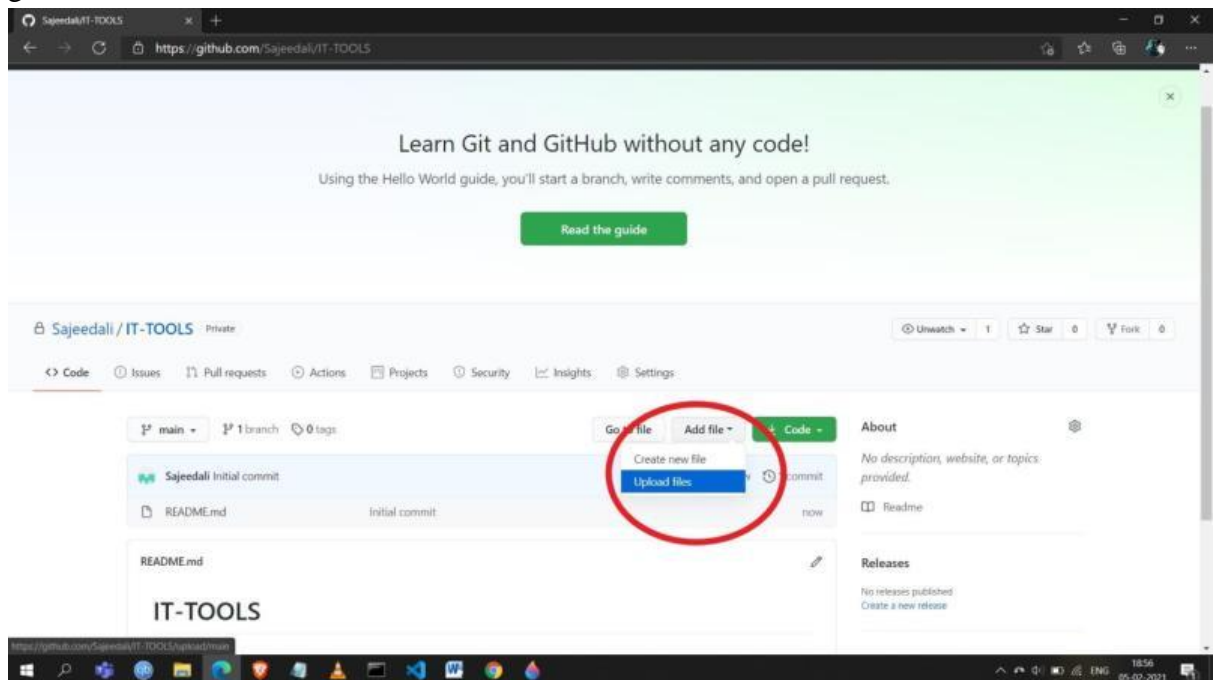 Sajeedali/IT-TOOLS
https://github.com/Sajeedali/IT-TOOLS
Learn Git and GitHub without any code!
Using the Hello World guide, you'll start a branch, write comments, and open a pull request.
Read the guide
Sajeedali / IT-TOOLS Private
Unwatch 1 Star 0 Fork 0
Code Issues Pull requests Actions Projects Security Insights Settings
main 1 branch 0 tags
Go to file Add file Code
Create new file
Upload files
Sajeedali Initial commit
commit
README.md Initial commit now
README.md
IT-TOOLS
About
No description, website, or topics
provided.
Readme
Releases
No releases published
Create a new release
https://github.com/Sajeedali/IT-TOOLS/upload/main
ENG
18:56
05-02-2021